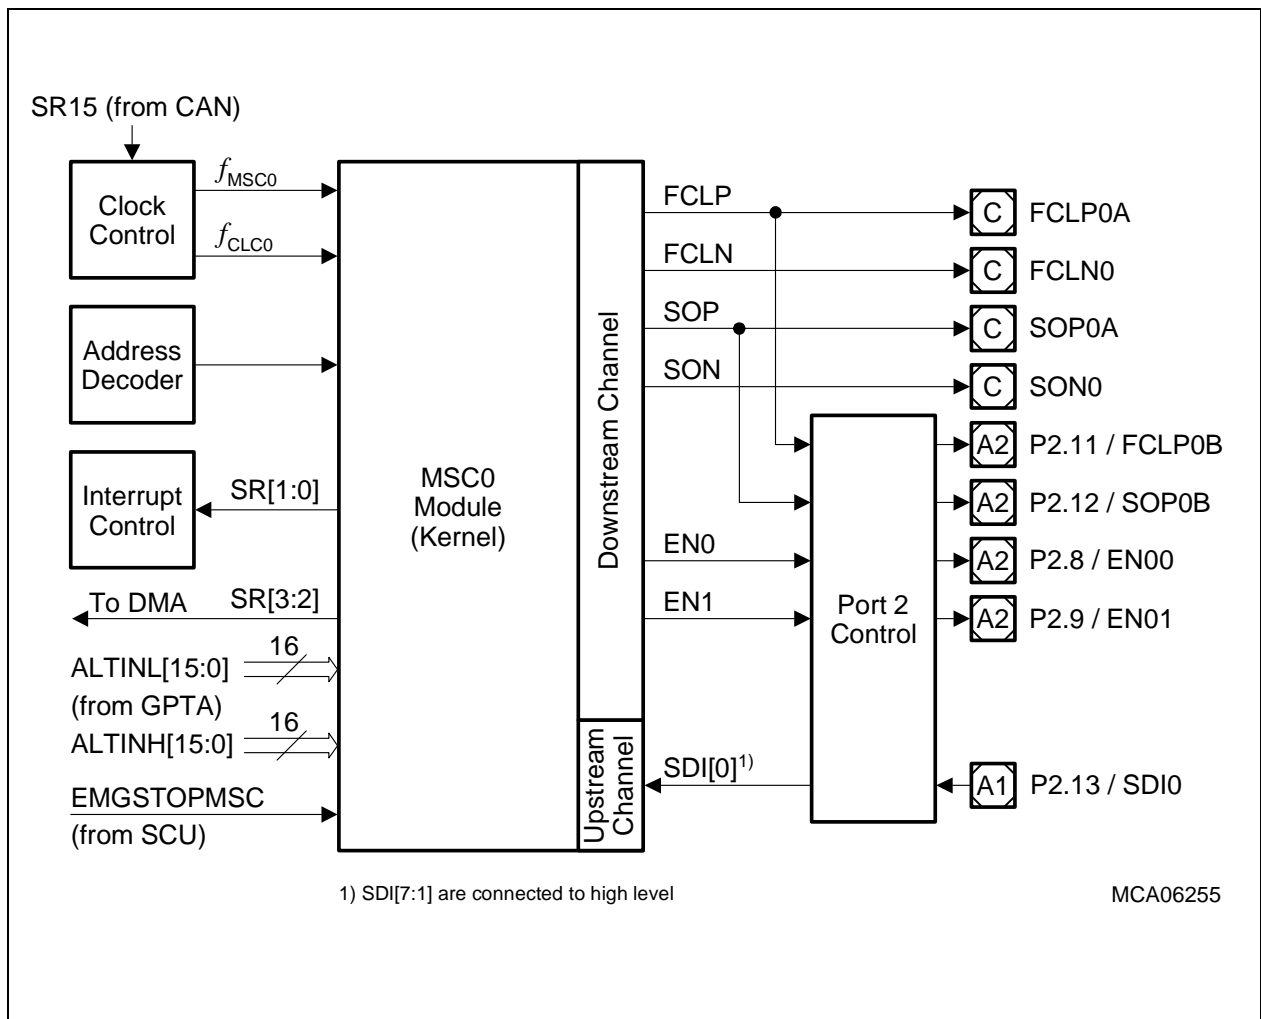 SR15 (from CAN)
Clock
Control
fMSC0
fCLC0
Address
Decoder
Interrupt
Control
SR[1:0]
To DMA
SR[3:2]
ALTINL[15:0]
16
(from GPTA)
ALTINH[15:0]
16
EMGSTOPMSC
(from SCU)
MSC0
Module
(Kernel)
Downstream Channel
Upstream
Channel
FCLP
FCLN
SOP
SON
EN0
EN1
SDI[0]1)
Port 2
Control
C FCLP0A
C FCLN0
C SOP0A
C SON0
A2 P2.11 / FCLP0B
A2 P2.12 / SOP0B
A2 P2.8 / EN00
A2 P2.9 / EN01
A1 P2.13 / SDI0
1) SDI[7:1] are connected to high level
MCA06255